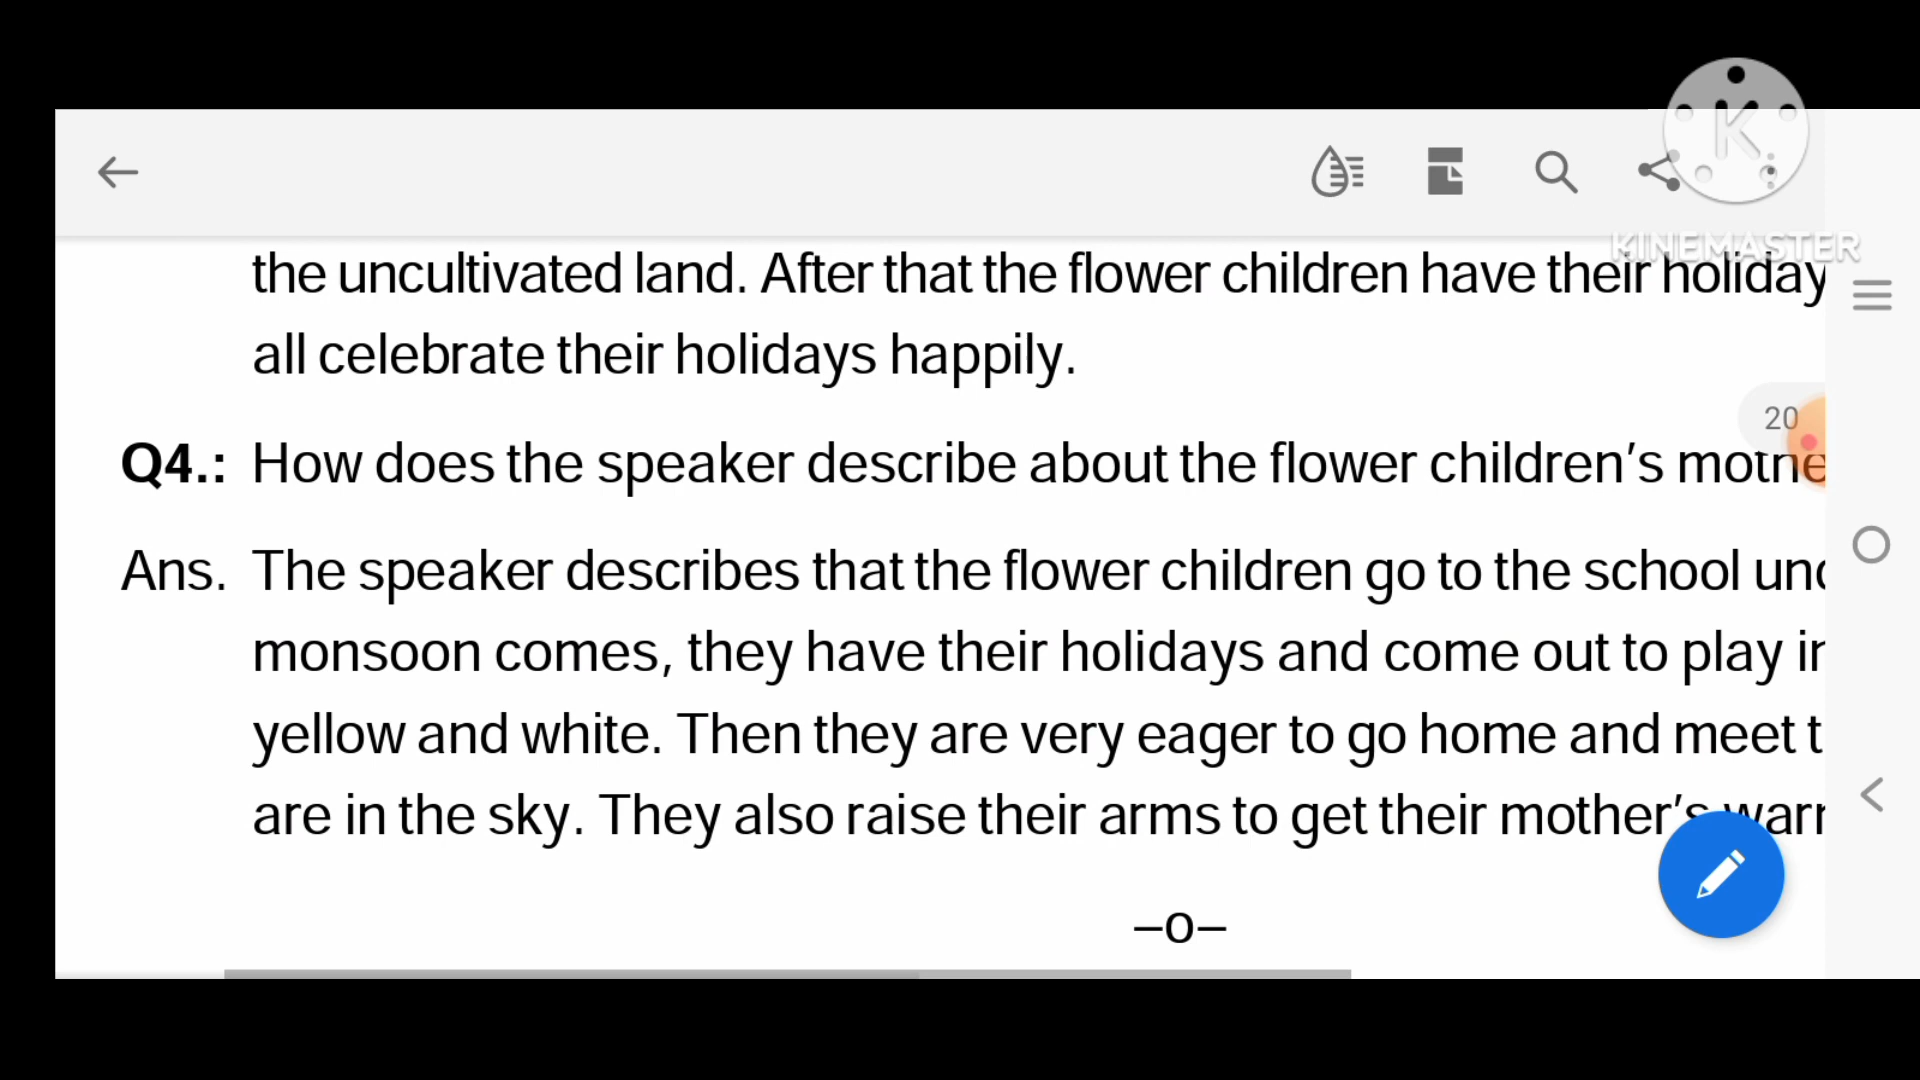 KINEMASTER
the uncultivated land. After that the flower children have their holiday
all celebrate their holidays happily.
20
Q4.: How does the speaker describe about the flower children's
Ans. The speaker describes that the flower children go to the school
monsoon comes, they have their holidays and come out to play
yellow and white. Then they are very eager to go home and meet
are in the sky. They also raise their arms to get their mother's
–o–